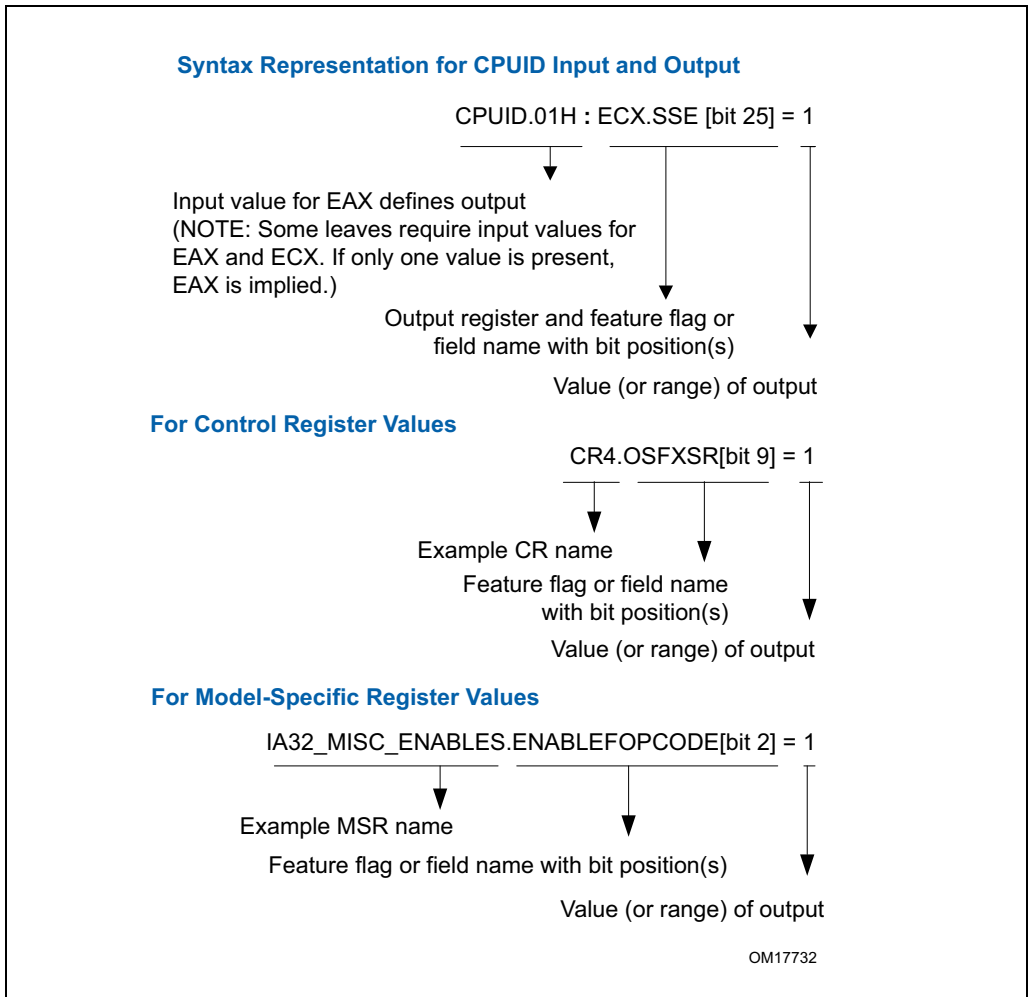 Syntax Representation for CPUID Input and Output
CPUID.01H : ECX.SSE [bit 25] = 1
Input value for EAX defines output
(NOTE: Some leaves require input values for
EAX and ECX. If only one value is present,
EAX is implied.)
Output register and feature flag or
field name with bit position(s)
Value (or range) of output
For Control Register Values
CR4.OSFXSR[bit 9] = 1
Example CR name
Feature flag or field name
with bit position(s)
Value (or range) of output
For Model-Specific Register Values
IA32_MISC_ENABLES.ENABLEFOPCODE[bit 2] = 1
Example MSR name
Feature flag or field name with bit position(s)
Value (or range) of output
OM17732